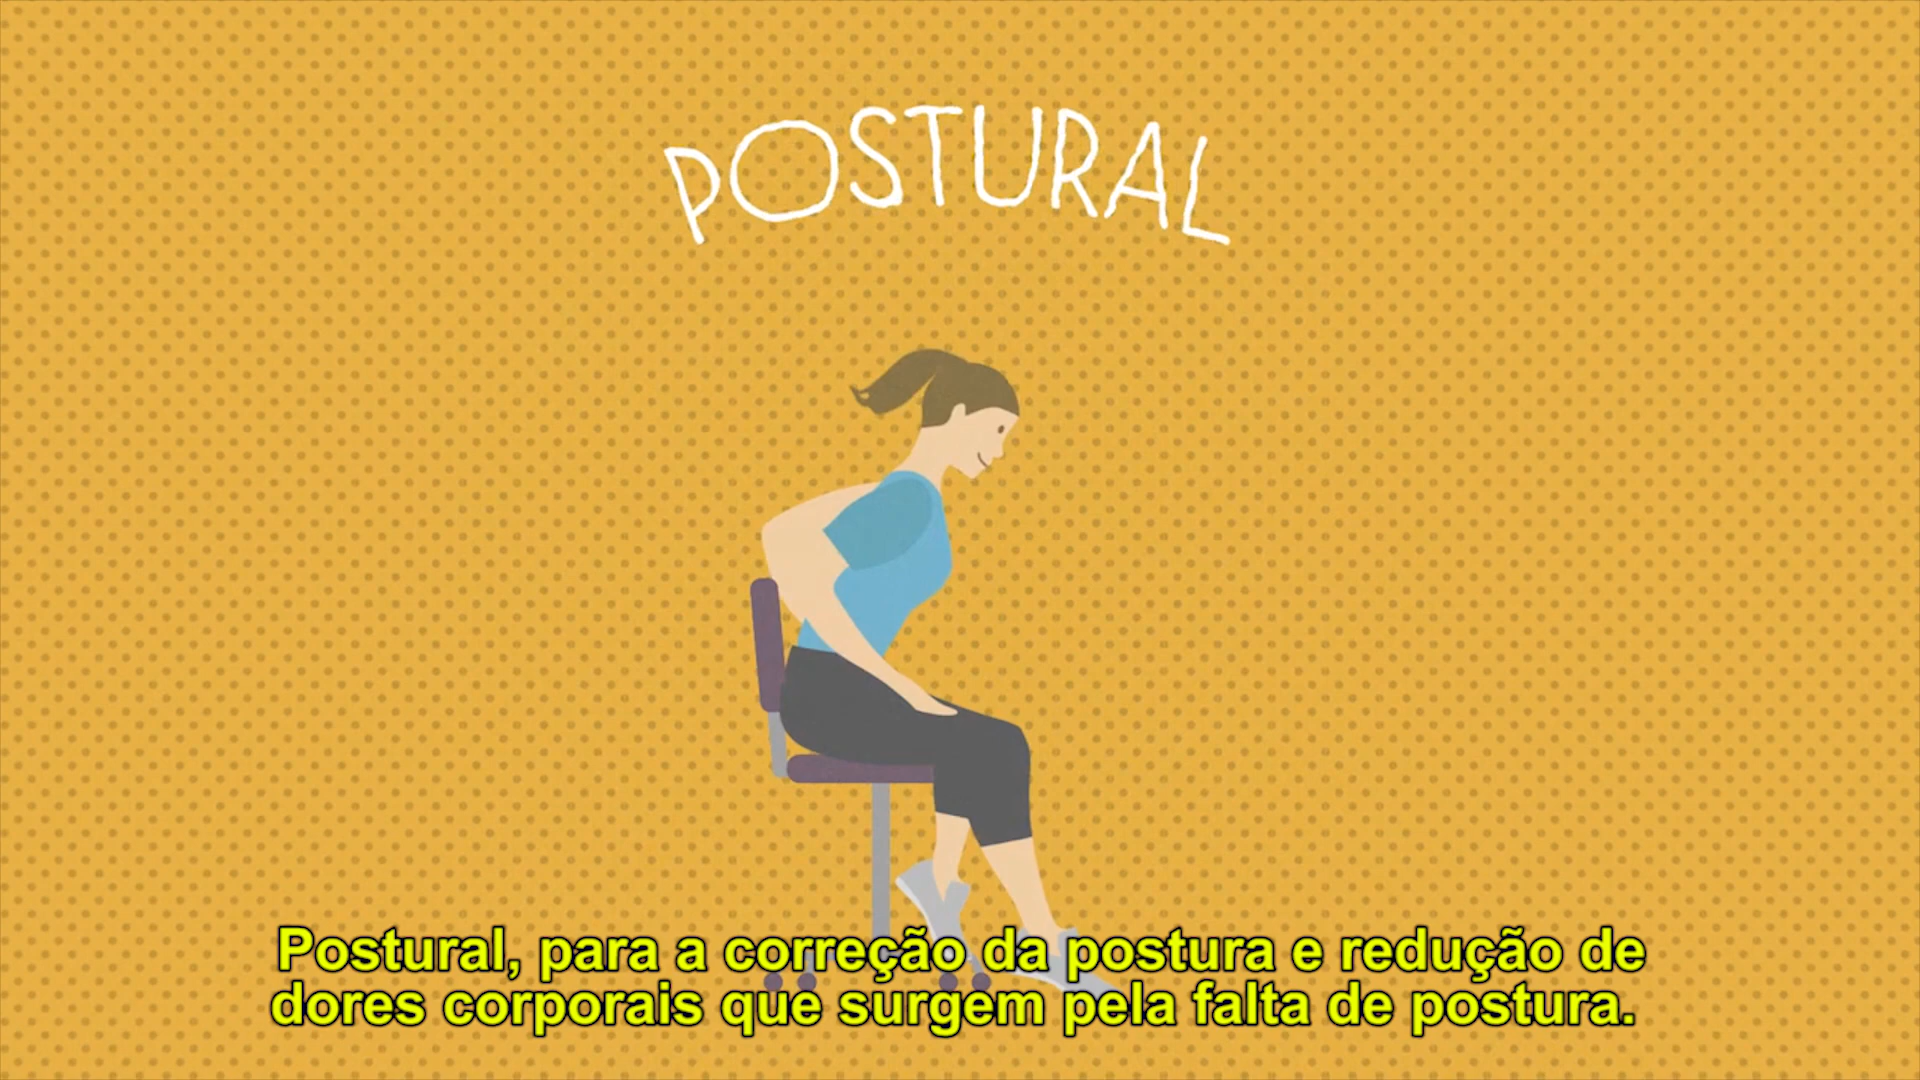 POSTURAL
Postural, para a correção da postura e redução de
dores corporais que surgem pela falta de postura.